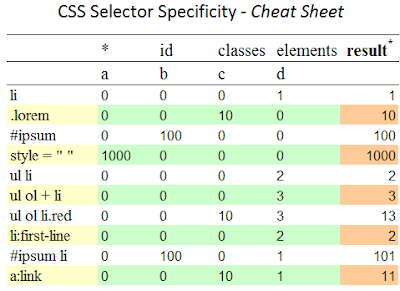 CSS Selector Specificity - Cheat Sheet
* id classes elements result+
a b c d
li 0 0 0 1 1
.lorem 0 0 10 0 10
#ipsum 0 100 0 0 100
style = " " 1000 0 0 0 1000
ul li 0 0 0 2 2
ul ol + li 0 0 0 3 3
ul ol li.red 0 0 10 3 13
li:first-line 0 0 0 2 2
#ipsum li 0 100 0 1 101
a:link 0 0 10 1 11